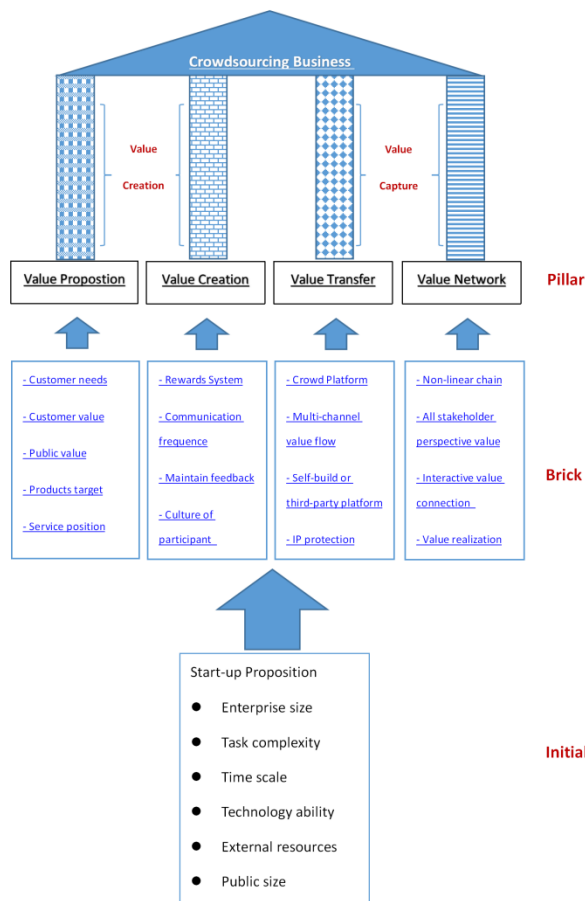 Crowdsourcing Business
Value
Creation
Value
Capture
Value Propostion
Value Creation
Value Transfer
Value Network
Pillar
- Customer needs
- Customer value
- Public value
- Products target
- Service position
- Rewards System
- Communication
frequence
- Maintain feedback
- Culture of
participant
- Crowd Platform
- Multi-channel
value flow
- Self-build or
third-party platform
- IP protection
- Non-linear chain
- All stakeholder
perspective value
- Interactive value
connection
- Value realization
Brick
Start-up Proposition
● Enterprise size
● Task complexity
● Time scale
● Technology ability
● External resources
● Public size
Initial